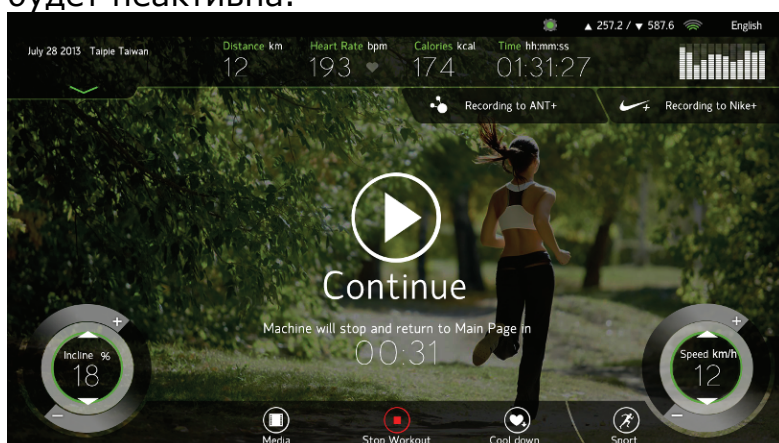 будет неактивна.
▲ 257.2 / ▼ 587.6 English
July 28 2013 Taipie Taiwan
Distance km Heart Rate bpm Calories kcal Time hh:mm:ss
12 193 174 01:31:27
Recording to ANT+ Recording to Nike+
Continue
Machine will stop and return to Main Page in
00:31
Incline %
18
Speed km/h
12
+
−
+
−
Media Stop Workout Cool down Sport